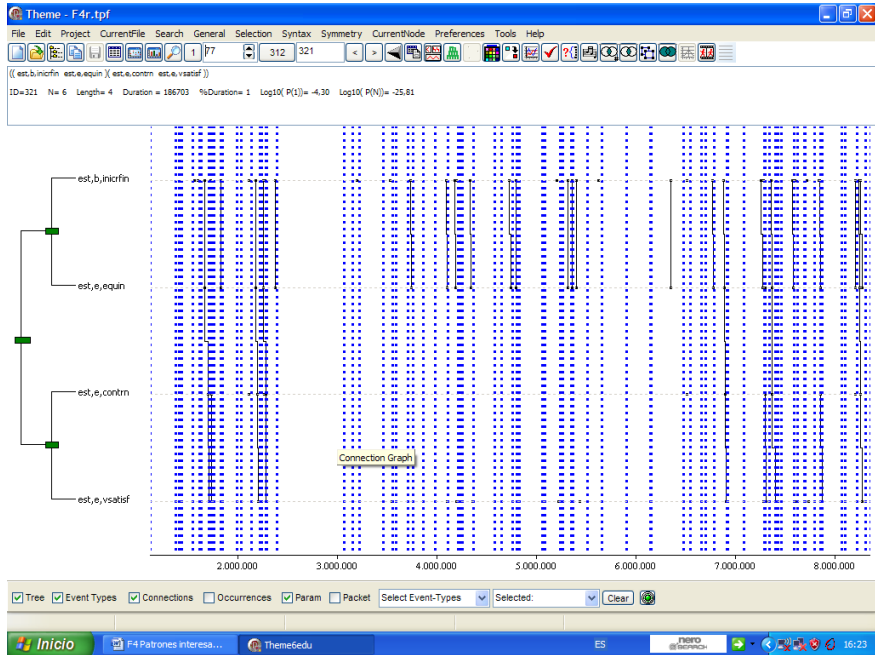 Theme - F4r.tpf
File Edit Project CurrentFile Search General Selection Syntax Symmetry CurrentNode Preferences Tools Help
1 77 312 321 < >
(( est,b,inicrfin est,e,equin )( est,e,contrn est,e,vsatisf ))
ID=321 N= 6 Length= 4 Duration = 186703 %Duration= 1 Log10( P(1))= -4,30 Log10( P(N))= -25,81
est,b,inicrfin
est,e,equin
est,e,contrn
Connection Graph
est,e,vsatisf
2.000.000 3.000.000 4.000.000 5.000.000 6.000.000 7.000.000 8.000.000
Tree Event Types Connections Occurrences Param Packet Select Event-Types Selected: Clear
Inicio F4 Patrones interesa... Theme6edu ES nero SEARCH 16:23